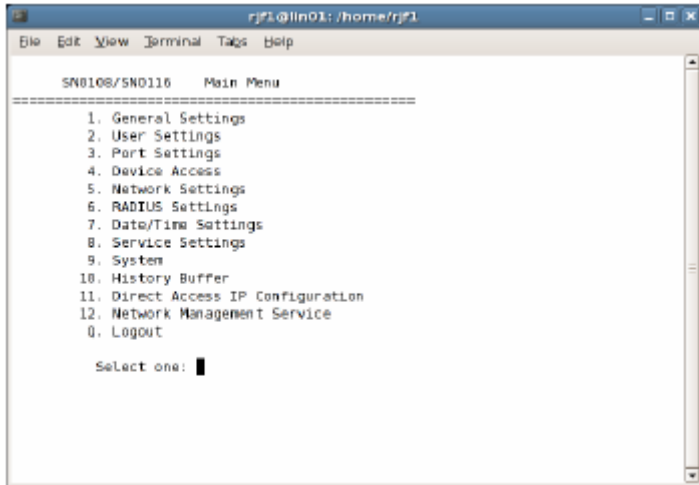 rjf1@lin01: /home/rjf1
File Edit View Terminal Tabs Help
SN0108/SN0116 Main Menu
==================================================
1. General Settings
2. User Settings
3. Port Settings
4. Device Access
5. Network Settings
6. RADIUS Settings
7. Date/Time Settings
8. Service Settings
9. System
10. History Buffer
11. Direct Access IP Configuration
12. Network Management Service
Q. Logout
Select one: